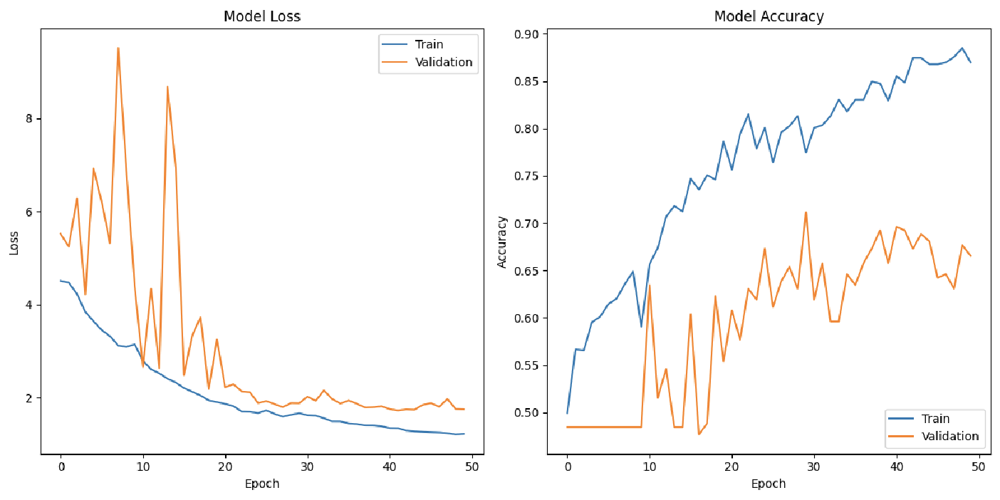 Model Loss
Train
Validation
8
6
4
2
Loss
0 10 20 30 40 50
Epoch
Model Accuracy
0.90
0.85
0.80
0.75
0.70
0.65
0.60
0.55
0.50
Accuracy
Train
Validation
0 10 20 30 40 50
Epoch